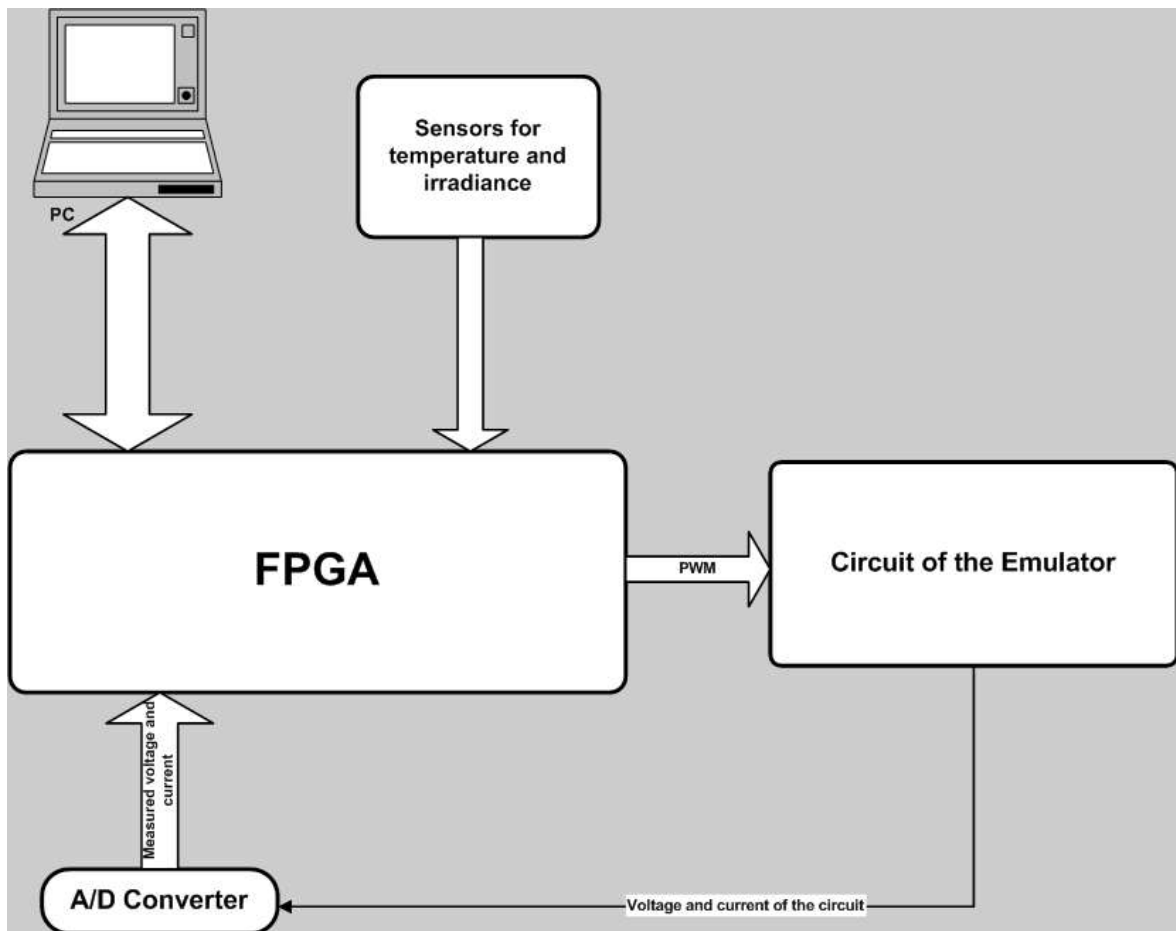 PC
Sensors for
temperature and
irradiance
FPGA
PWM
Circuit of the Emulator
Measured voltage and
current
A/D Converter
Voltage and current of the circuit